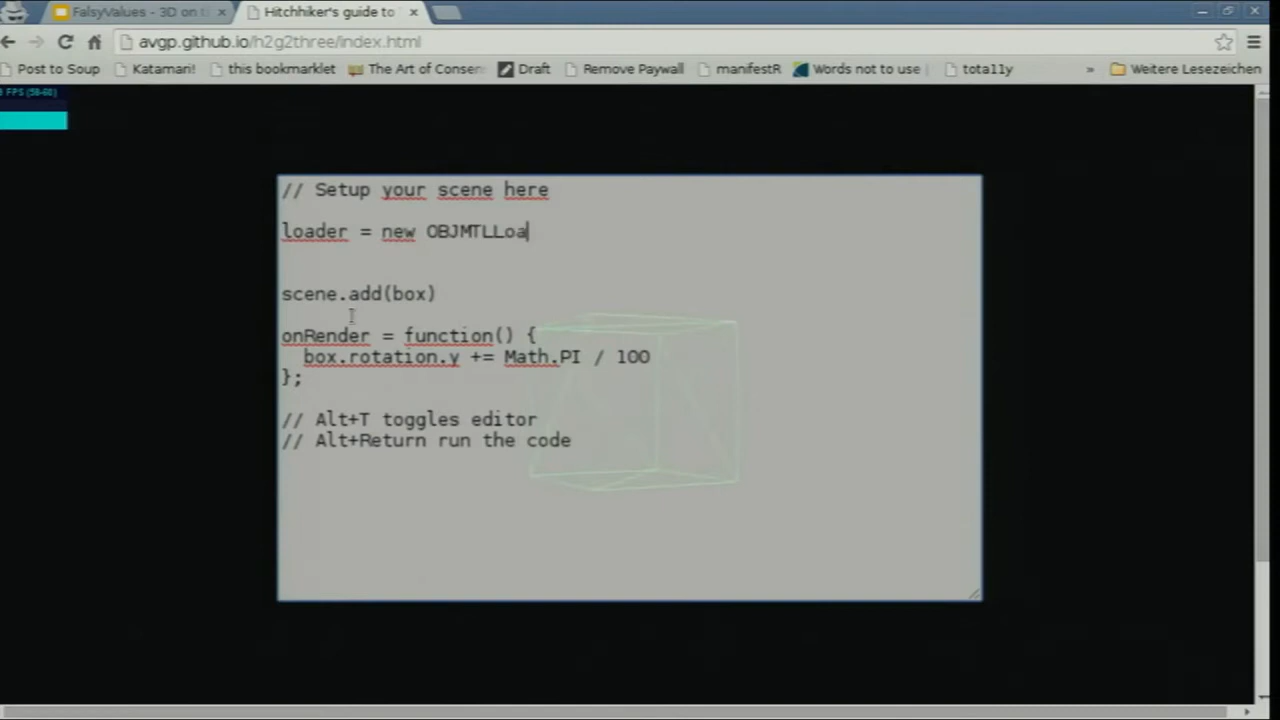 FalsyValues - 3D on t
Hitchhiker's guide to
avgp.github.io/h2g2three/index.html
Post to Soup
Katamari!
this bookmarklet
The Art of Consen
Draft
Remove Paywall
manifestR
Words not to use
tota11y
»
Weitere Lesezeichen
FPS (58-60)
// Setup your scene here
loader = new OBJMTLLoa
scene.add(box)
onRender = function() {
box.rotation.y += Math.PI / 100
};
// Alt+T toggles editor
// Alt+Return run the code